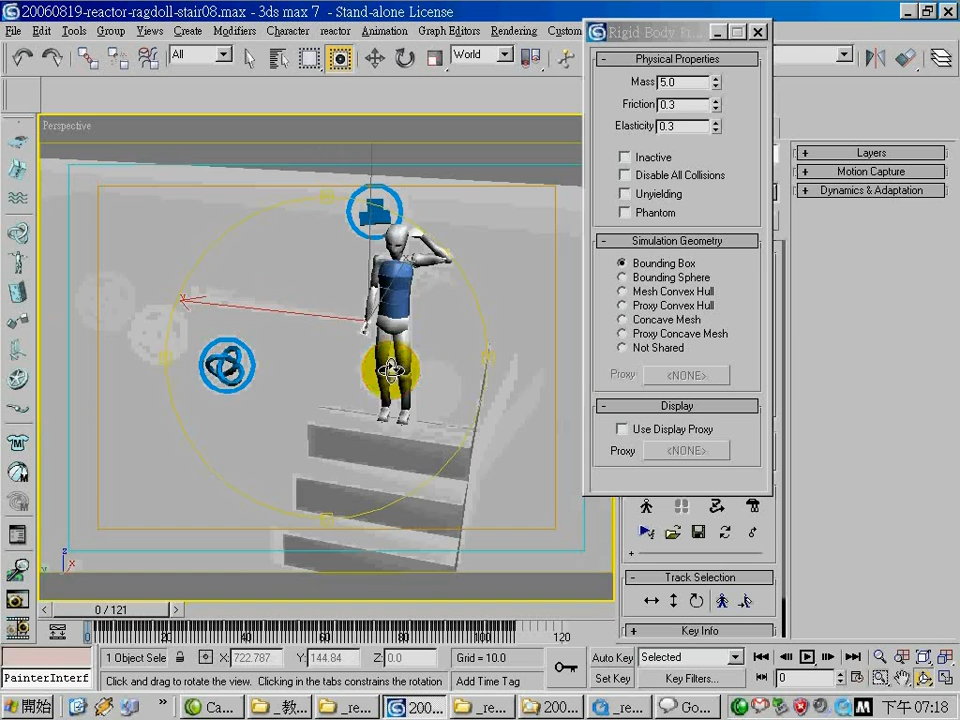 20060819-reactor-ragdoll-stair08.max - 3ds max 7 - Stand-alone License
File Edit Tools Group Views Create Modifiers Character reactor Animation Graph Editors Rendering Custom
All
World
Rigid Body Pr
Physical Properties
Mass 5.0
Friction 0.3
Elasticity 0.3
Inactive
Disable All Collisions
Unyielding
Phantom
Simulation Geometry
Bounding Box
Bounding Sphere
Mesh Convex Hull
Proxy Convex Hull
Concave Mesh
Proxy Concave Mesh
Not Shared
Proxy <NONE>
Display
Use Display Proxy
Proxy <NONE>
Layers
Motion Capture
Dynamics & Adaptation
Track Selection
Key Info
Perspective
z
x
0 / 121
0 20 40 60 80 100 120
1 Object Sele X: 722.787 Y: 144.84 Z: 0.0 Grid = 10.0 Auto Key Selected
PainterInterf Click and drag to rotate the view. Clicking in the tabs constrains the rotation Add Time Tag Set Key Key Filters... 0
開始 Ca... _教... _re... 200... _re... 200... _re... Go... 下午 07:18